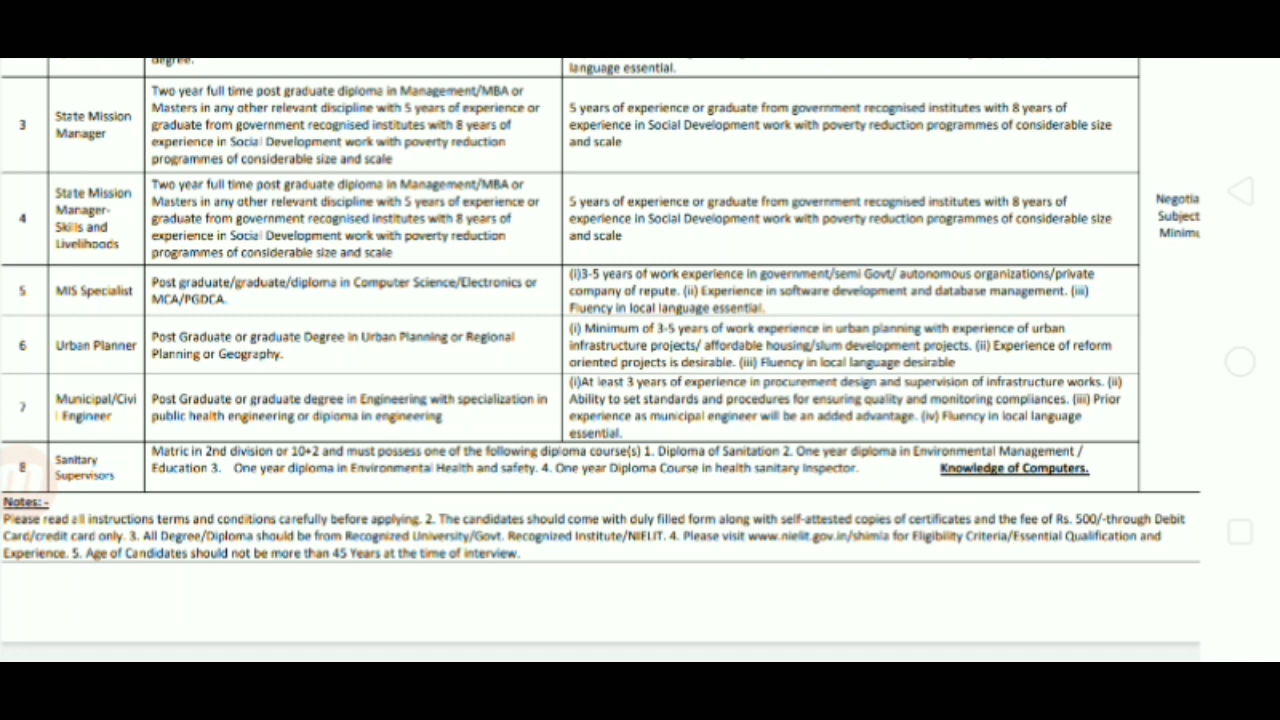 degree.
language essential.
3
State Mission
Manager
Two year full time post graduate diploma in Management/MBA or
Masters in any other relevant discipline with 5 years of experience or
graduate from government recognised institutes with 8 years of
experience in Social Development work with poverty reduction
programmes of considerable size and scale
5 years of experience or graduate from government recognised institutes with 8 years of
experience in Social Development work with poverty reduction programmes of considerable size
and scale
4
State Mission
Manager-
Skills and
Livelihoods
Two year full time post graduate diploma in Management/MBA or
Masters in any other relevant discipline with 5 years of experience or
graduate from government recognised institutes with 8 years of
experience in Social Development work with poverty reduction
programmes of considerable size and scale
5 years of experience or graduate from government recognised institutes with 8 years of
experience in Social Development work with poverty reduction programmes of considerable size
and scale
Negotia
Subject
Minimu
5
MIS Specialist
Post graduate/graduate/diploma in Computer Science/Electronics or
MCA/PGDCA.
(i)3-5 years of work experience in government/semi Govt/ autonomous organizations/private
company of repute. (ii) Experience in software development and database management. (iii)
Fluency in local language essential.
6
Urban Planner
Post Graduate or graduate Degree in Urban Planning or Regional
Planning or Geography.
(i) Minimum of 3-5 years of work experience in urban planning with experience of urban
infrastructure projects/ affordable housing/slum development projects. (ii) Experience of reform
oriented projects is desirable. (iii) Fluency in local language desirable
7
Municipal/Civi
l Engineer
Post Graduate or graduate degree in Engineering with specialization in
public health engineering or diploma in engineering
(i)At least 3 years of experience in procurement design and supervision of infrastructure works. (ii)
Ability to set standards and procedures for ensuring quality and monitoring compliances. (iii) Prior
experience as municipal engineer will be an added advantage. (iv) Fluency in local language
essential.
8
Sanitary
Supervisors
Matric in 2nd division or 10+2 and must possess one of the following diploma course(s) 1. Diploma of Sanitation 2. One year diploma in Environmental Management /
Education 3. One year diploma in Environmental Health and safety. 4. One year Diploma Course in health sanitary Inspector. Knowledge of Computers.
Notes: -
Please read all instructions terms and conditions carefully before applying. 2. The candidates should come with duly filled form along with self-attested copies of certificates and the fee of Rs. 500/-through Debit
Card/credit card only. 3. All Degree/Diploma should be from Recognized University/Govt. Recognized Institute/NIELIT. 4. Please visit www.nielit.gov.in/shimla for Eligibility Criteria/Essential Qualification and
Experience. 5. Age of Candidates should not be more than 45 Years at the time of interview.